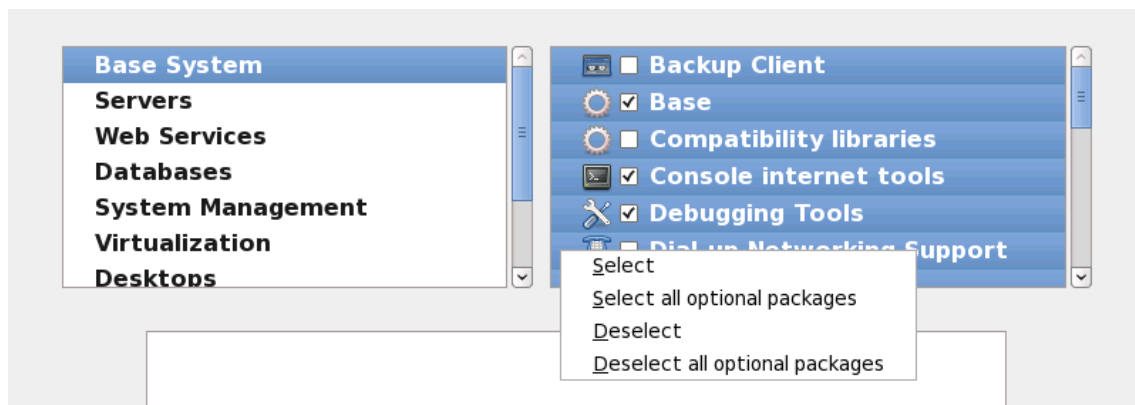 Base System
Servers
Web Services
Databases
System Management
Virtualization
Desktops
Backup Client
Base
Compatibility libraries
Console internet tools
Debugging Tools
Dial-up Networking Support
Select
Select all optional packages
Deselect
Deselect all optional packages